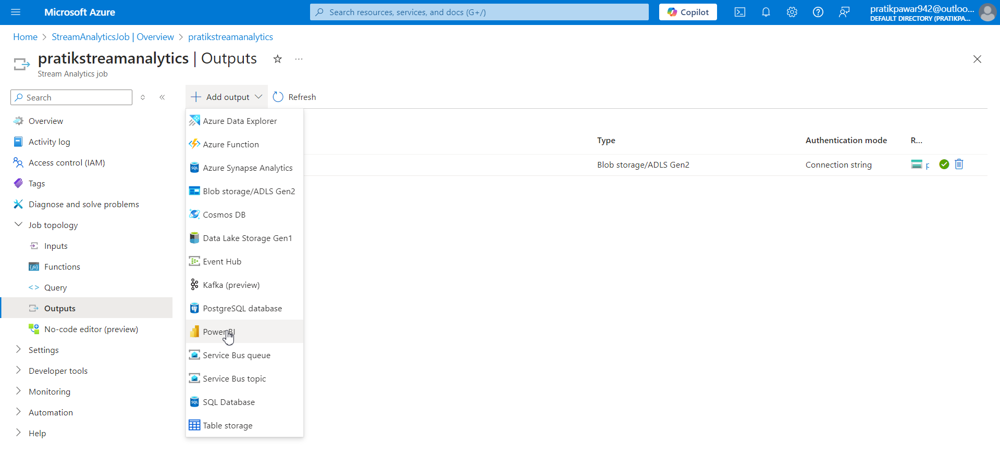 Microsoft Azure
Search resources, services, and docs (G+/)
Copilot
pratikpawar942@outloo...
DEFAULT DIRECTORY (PRATIKPA...
Home > StreamAnalyticsJob | Overview > pratikstreamanalytics
pratikstreamanalytics | Outputs
Stream Analytics job
Search
Add output
Refresh
Overview
Activity log
Access control (IAM)
Tags
Diagnose and solve problems
Job topology
Inputs
Functions
Query
Outputs
No-code editor (preview)
Settings
Developer tools
Monitoring
Automation
Help
Azure Data Explorer
Azure Function
Azure Synapse Analytics
Blob storage/ADLS Gen2
Cosmos DB
Data Lake Storage Gen1
Event Hub
Kafka (preview)
PostgreSQL database
Power BI
Service Bus queue
Service Bus topic
SQL Database
Table storage
Type Authentication mode R...
Blob storage/ADLS Gen2 Connection string p